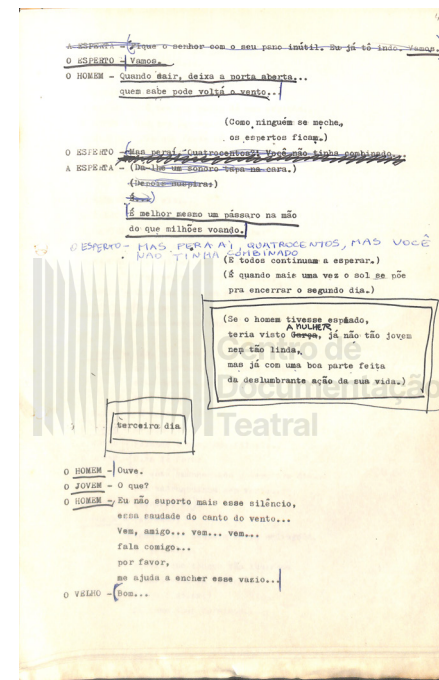 A ESPERTA - Fique o senhor com o seu pano inútil. Eu já tô indo. Vamos.
O ESPERTO - Vamos.
O HOMEM - Quando sair, deixa a porta aberta...
quem sabe pode voltá o vento...
(Como ninguém se meche,
os espertos ficam.)
O ESPERTO - Mas peraí. Quatrocentos? Você não tinha combinado...
A ESPERTA - (Dá-lhe um sonoro tapa na cara.)
(Depois suspira:)
É...
É melhor mesmo um pássaro na mão
do que milhões voando.
O ESPERTO - MAS PERA AÍ, QUATROCENTOS, MAS VOCÊ
NÃO TINHA COMBINADO
(E todos continuam a esperar.)
(E quando mais uma vez o sol se põe
pra encerrar o segundo dia.)
(Se o homem tivesse espiado,
A MULHER
teria visto Garça, já não tão jovem
nem tão linda,
mas já com uma boa parte feita
da deslumbrante ação da sua vida.)
Centro de
Documentação
Teatral
terceiro dia
O HOMEM - Ouve.
O JOVEM - O que?
O HOMEM - Eu não suporto mais esse silêncio,
essa saudade do canto do vento...
Vem, amigo... vem... vem...
fala comigo...
por favor,
me ajuda a encher esse vazio...
O VELHO - Bom...